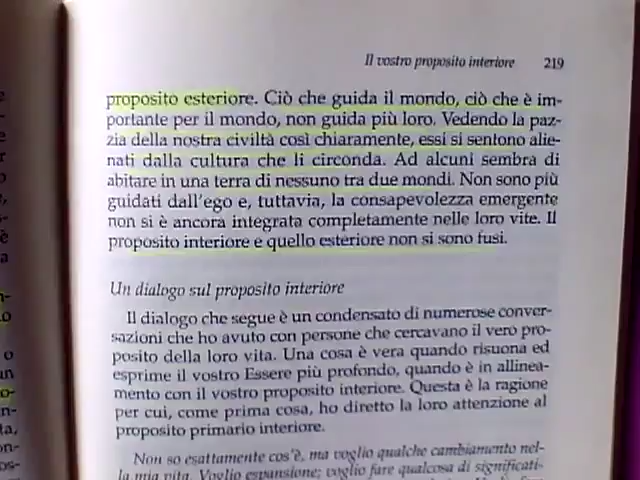 Il vostro proposito interiore 219
proposito esteriore. Ciò che guida il mondo, ciò che è im-
portante per il mondo, non guida più loro. Vedendo la paz-
zia della nostra civiltà così chiaramente, essi si sentono alie-
nati dalla cultura che li circonda. Ad alcuni sembra di
abitare in una terra di nessuno tra due mondi. Non sono più
guidati dall'ego e, tuttavia, la consapevolezza emergente
non si è ancora integrata completamente nelle loro vite. Il
proposito interiore e quello esteriore non si sono fusi.
Un dialogo sul proposito interiore
Il dialogo che segue è un condensato di numerose conver-
sazioni che ho avuto con persone che cercavano il vero pro-
posito della loro vita. Una cosa è vera quando risuona ed
esprime il vostro Essere più profondo, quando è in allinea-
mento con il vostro proposito interiore. Questa è la ragione
per cui, come prima cosa, ho diretto la loro attenzione al
proposito primario interiore.
Non so esattamente cos'è, ma voglio qualche cambiamento nel-
la mia vita. Voglio espansione; voglio fare qualcosa di significati-